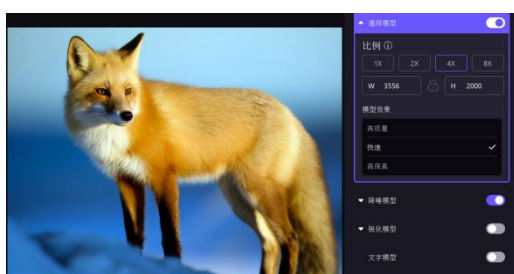 通用模型
比例
1X 2X 4X 8X
W 3556 H 2000
模型效果
高质量
快速
高保真
降噪模型
锐化模型
文字模型